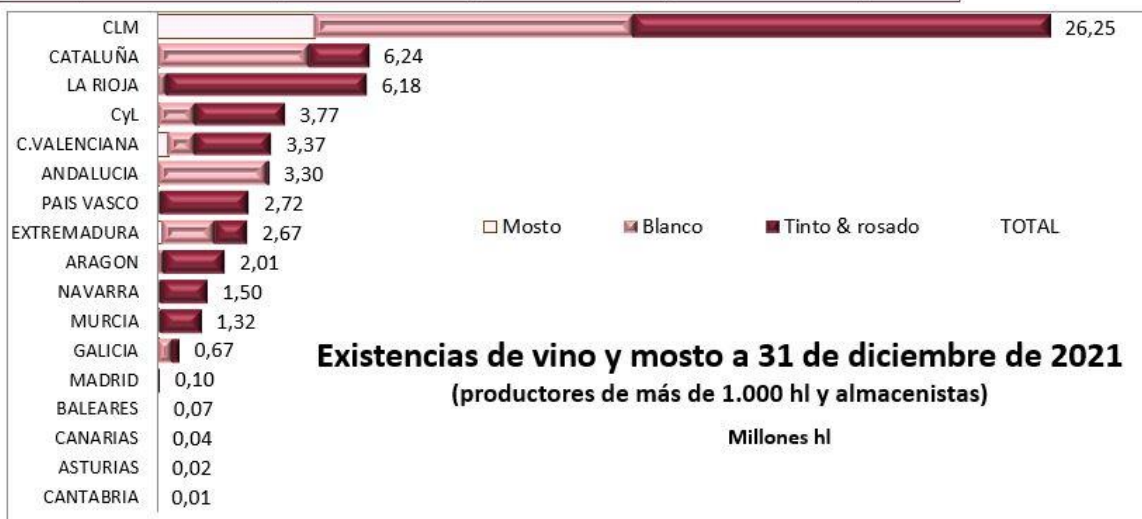 CLM 26,25
CATALUÑA 6,24
LA RIOJA 6,18
CyL 3,77
C.VALENCIANA 3,37
ANDALUCIA 3,30
PAIS VASCO 2,72
Mosto Blanco Tinto & rosado TOTAL
EXTREMADURA 2,67
ARAGON 2,01
NAVARRA 1,50
MURCIA 1,32
GALICIA 0,67
Existencias de vino y mosto a 31 de diciembre de 2021
MADRID 0,10
(productores de más de 1.000 hl y almacenistas)
BALEARES 0,07
CANARIAS 0,04
Millones hl
ASTURIAS 0,02
CANTABRIA 0,01